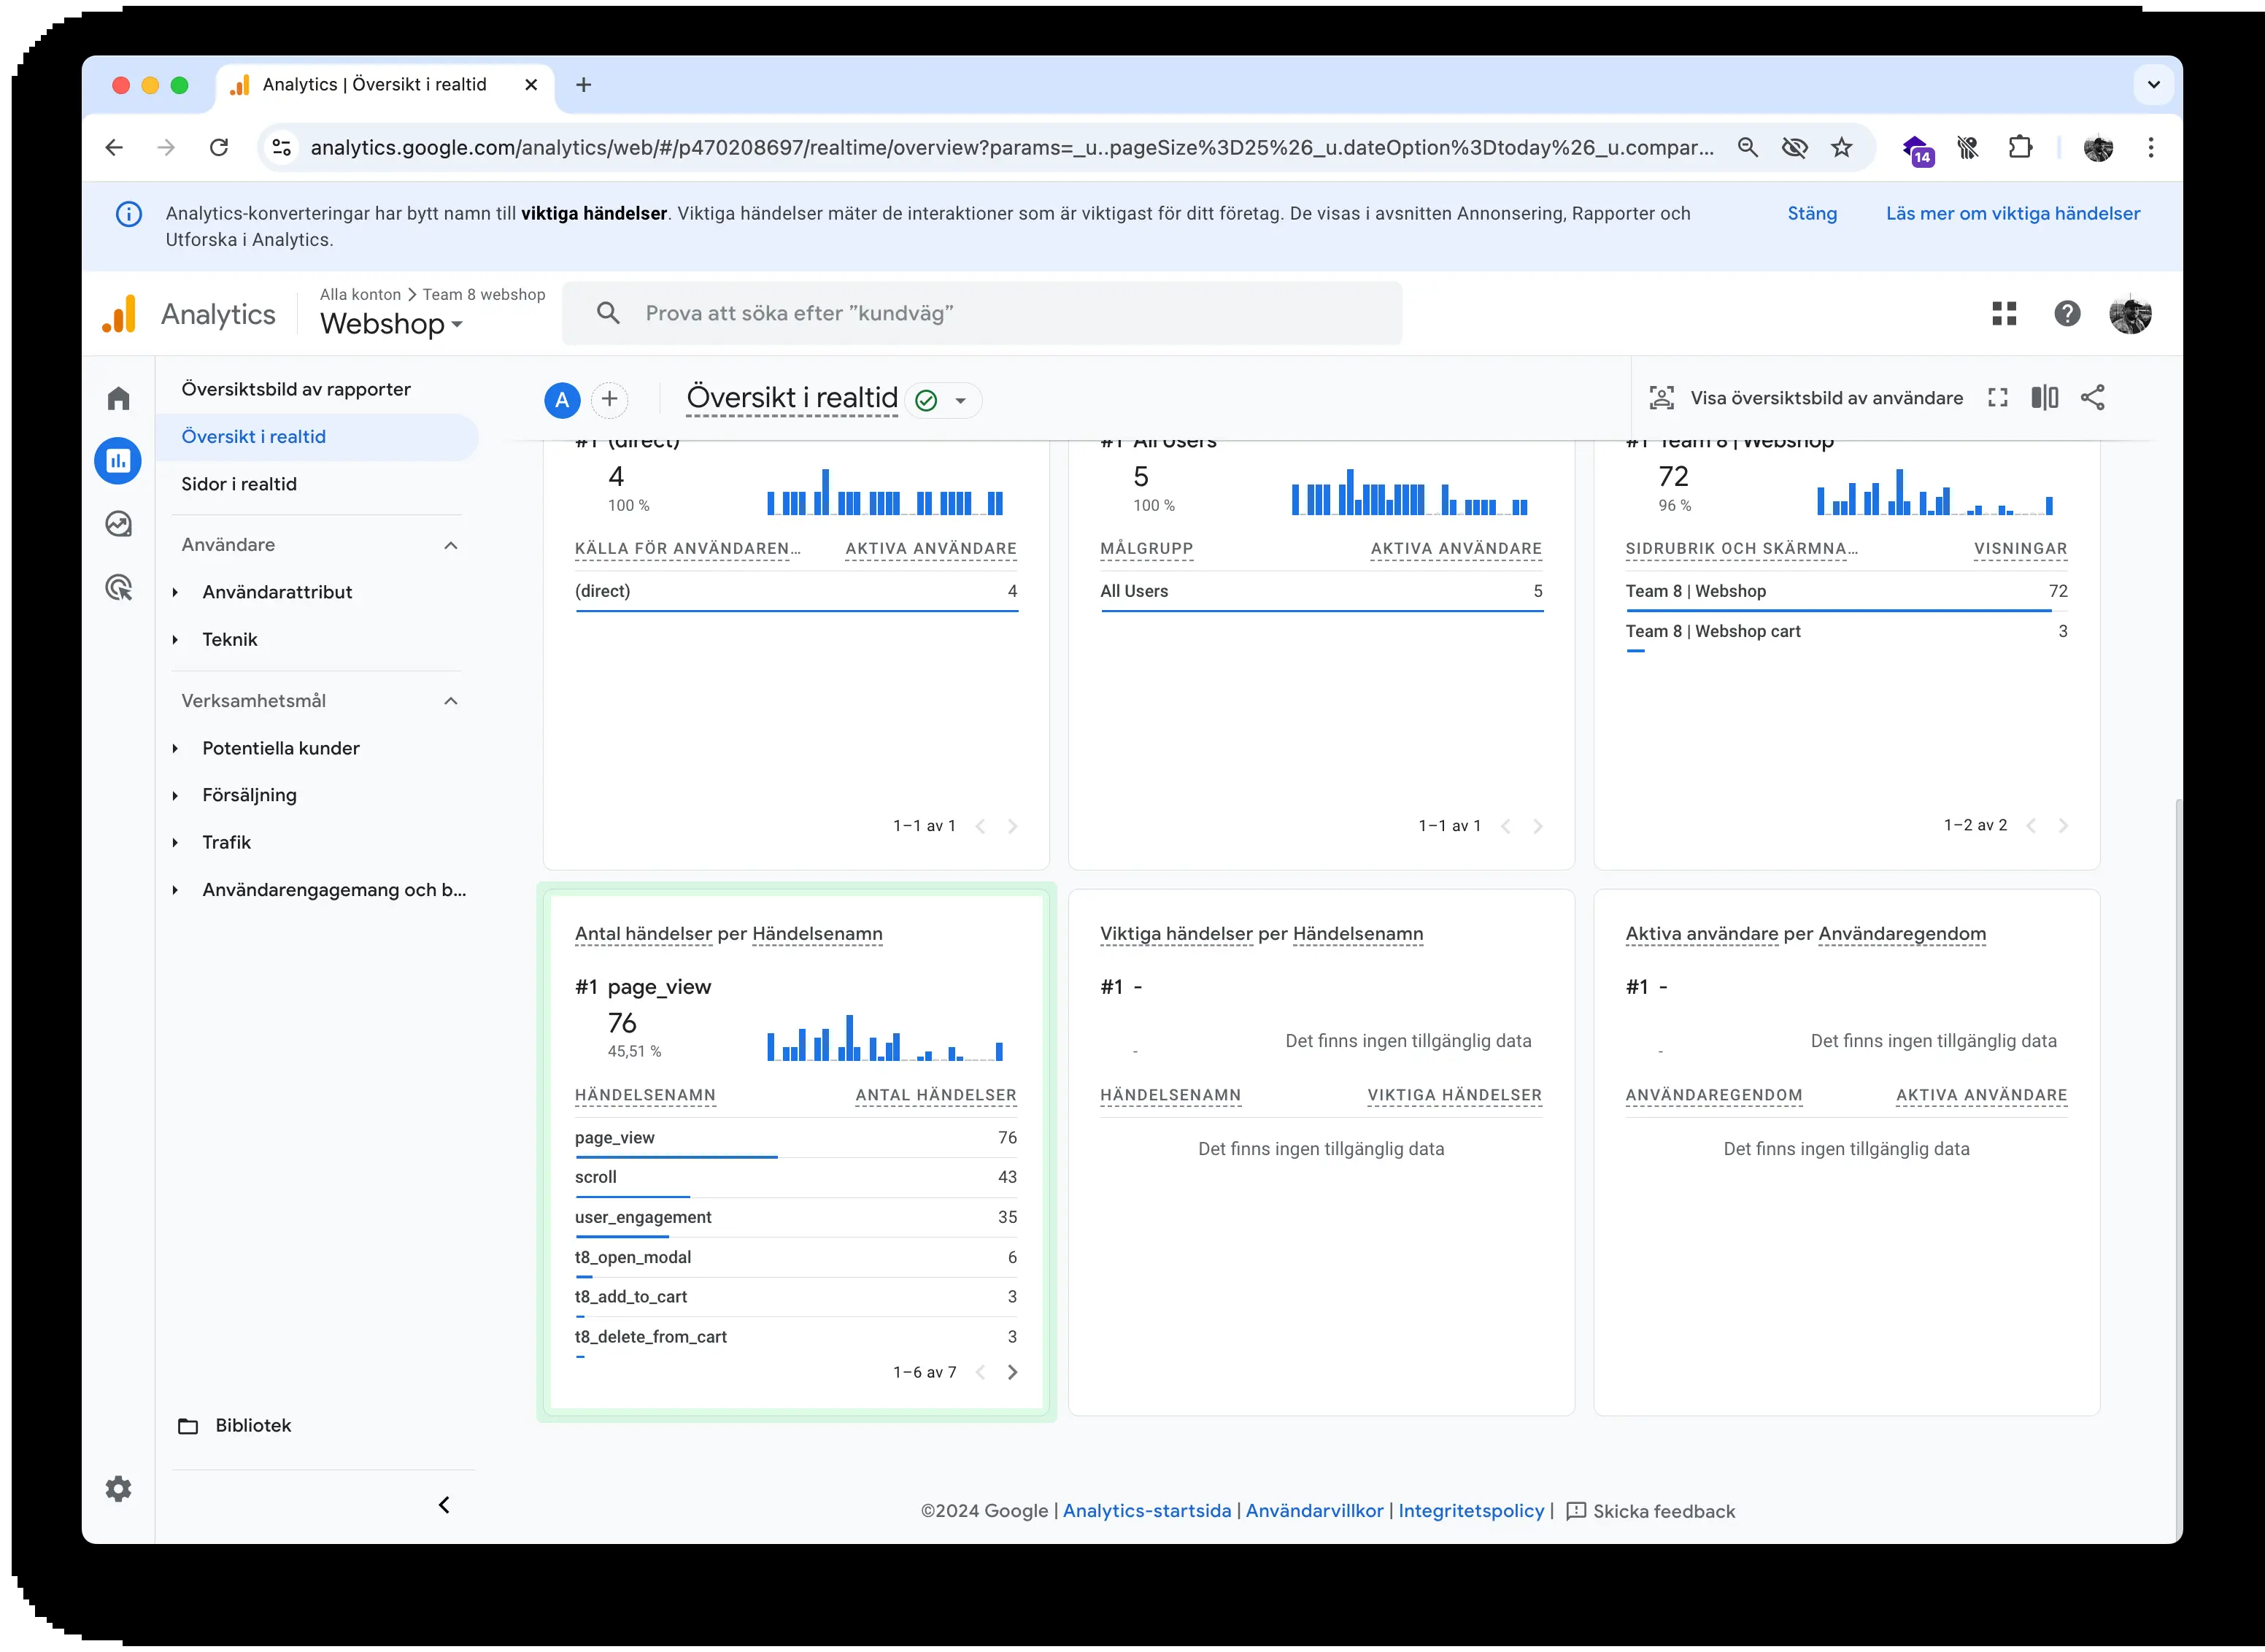 Analytics | Översikt i realtid
analytics.google.com/analytics/web/#/p470208697/realtime/overview?params=_u..pageSize%3D25%26_u.dateOption%3Dtoday%26_u.compar...
14
Analytics-konverteringar har bytt namn till viktiga händelser. Viktiga händelser mäter de interaktioner som är viktigast för ditt företag. De visas i avsnitten Annonsering, Rapporter och
Utforska i Analytics.
Stäng
Läs mer om viktiga händelser
Analytics
Alla konton > Team 8 webshop
Webshop
Prova att söka efter ”kundväg”
Översiktsbild av rapporter
Översikt i realtid
Sidor i realtid
Användare
Användarattribut
Teknik
Verksamhetsmål
Potentiella kunder
Försäljning
Trafik
Användarengagemang och b...
Bibliotek
A
Översikt i realtid
Visa översiktsbild av användare
#1 (direct)
4
100 %
KÄLLA FÖR ANVÄNDAREN...
AKTIVA ANVÄNDARE
(direct) 4
1–1 av 1
#1 All Users
5
100 %
MÅLGRUPP
AKTIVA ANVÄNDARE
All Users 5
1–1 av 1
#1 Team 8 | Webshop
72
96 %
SIDRUBRIK OCH SKÄRMNA...
VISNINGAR
Team 8 | Webshop 72
Team 8 | Webshop cart 3
1–2 av 2
Antal händelser per Händelsenamn
#1 page_view
76
45,51 %
HÄNDELSENAMN
ANTAL HÄNDELSER
page_view 76
scroll 43
user_engagement 35
t8_open_modal 6
t8_add_to_cart 3
t8_delete_from_cart 3
1–6 av 7
Viktiga händelser per Händelsenamn
#1 -
-
Det finns ingen tillgänglig data
HÄNDELSENAMN
VIKTIGA HÄNDELSER
Det finns ingen tillgänglig data
Aktiva användare per Användaregendom
#1 -
-
Det finns ingen tillgänglig data
ANVÄNDAREGENDOM
AKTIVA ANVÄNDARE
Det finns ingen tillgänglig data
©2024 Google | Analytics-startsida | Användarvillkor | Integritetspolicy | Skicka feedback